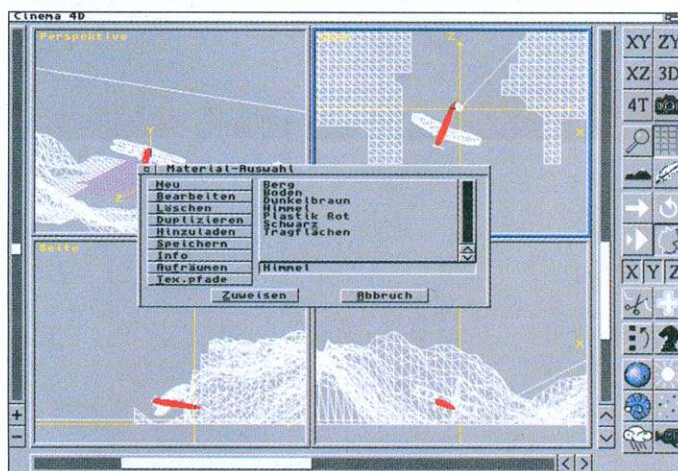 Cinema 4D
Perspektive
Z
X
Y
Z
Seite
X
Material-Auswahl
Neu
Bearbeiten
Löschen
Duplizieren
Hinzuladen
Speichern
Info
Aufräumen
Tex.pfade
Berg
Boden
Dunkelbraun
Himmel
Plastik Rot
Schwarz
Tragflächen
Himmel
Zuweisen
Abbruch
XY ZY
XZ 3D
4T
X Y Z